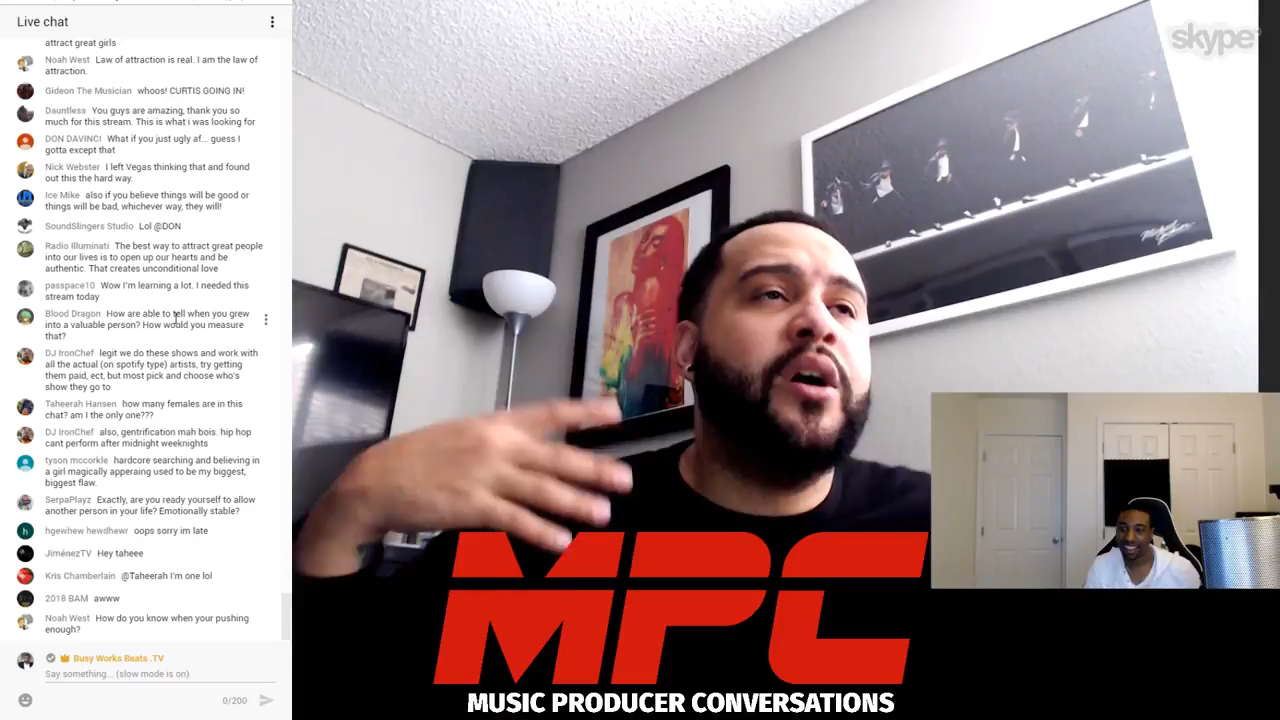 Live chat
attract great girls
Noah West Law of attraction is real. I am the law of
attraction.
Gideon The Musician whoos! CURTIS GOING IN!
Dauntless You guys are amazing, thank you so
much for this stream. This is what i was looking for
DON DAVINCI What if you just ugly af... guess I
gotta except that
Nick Webster I left Vegas thinking that and found
out this the hard way.
Ice Mike also if you believe things will be good or
things will be bad, whichever way, they will!
SoundSlingers Studio Lol @DON
Radio Illuminati The best way to attract great people
into our lives is to open up our hearts and be
authentic. That creates unconditional love
passpace10 Wow I'm learning a lot. I needed this
stream today
Blood Dragon How are able to tell when you grew
into a valuable person? How would you measure
that?
DJ IronChef legit we do these shows and work with
all the actual (on spotify type) artists, try getting
them paid, ect, but most pick and choose who's
show they go to
Taheerah Hansen how many females are in this
chat? am I the only one???
DJ IronChef also, gentrification mah bois. hip hop
cant perform after midnight weeknights
tyson mccorkle hardcore searching and believing in
a girl magically apperaing used to be my biggest,
biggest flaw.
SerpaPlayz Exactly, are you ready yourself to allow
another person in your life? Emotionally stable?
h
hgewhew hewdhewr oops sorry im late
JiménezTV Hey taheee
Kris Chamberlain @Taheerah I'm one lol
2018 BAM awww
Noah West How do you know when your pushing
enough?
Busy Works Beats .TV
Say something... (slow mode is on)
0/200
skype
MPC
MUSIC PRODUCER CONVERSATIONS